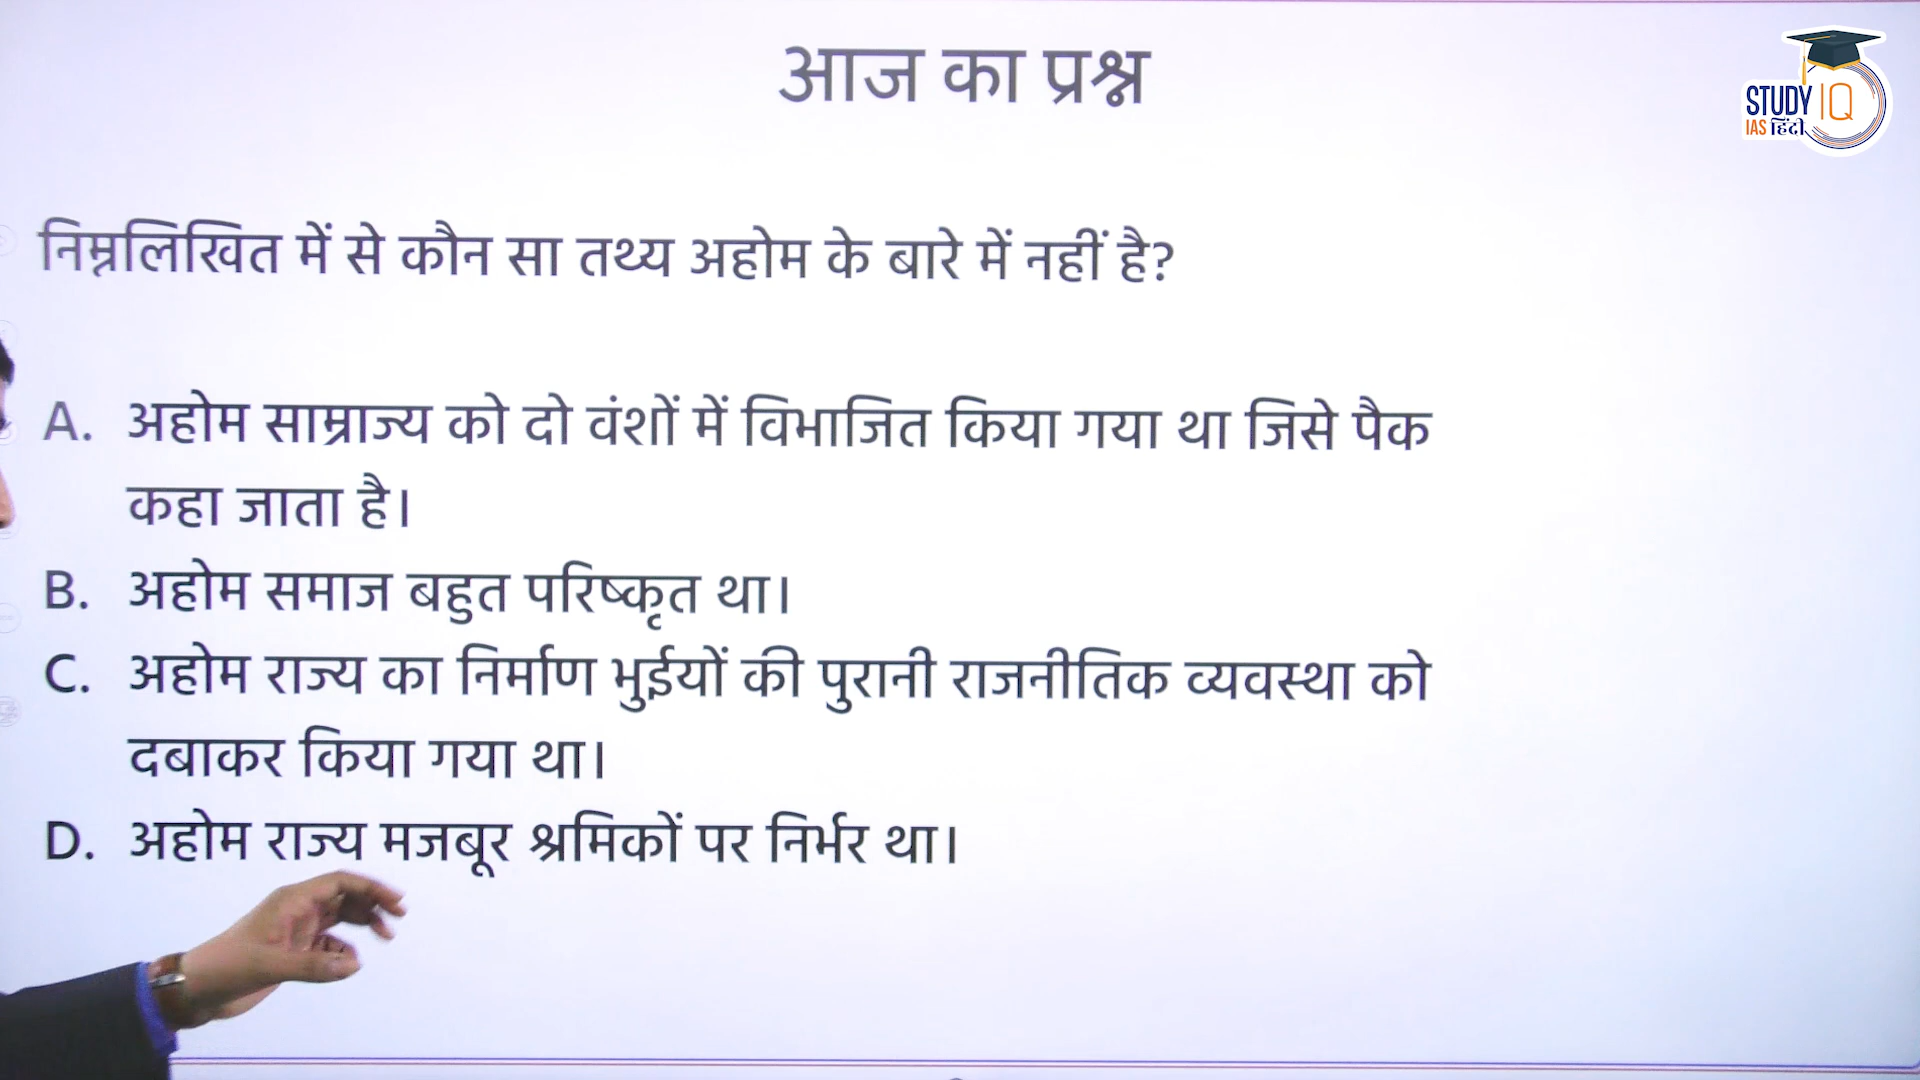 आज का प्रश्न
STUDY IQ
IAS हिंदी
निम्नलिखित में से कौन सा तथ्य अहोम के बारे में नहीं है?
A. अहोम साम्राज्य को दो वंशों में विभाजित किया गया था जिसे पैक
कहा जाता है।
B. अहोम समाज बहुत परिष्कृत था।
C. अहोम राज्य का निर्माण भुईयों की पुरानी राजनीतिक व्यवस्था को
दबाकर किया गया था।
D. अहोम राज्य मजबूर श्रमिकों पर निर्भर था।